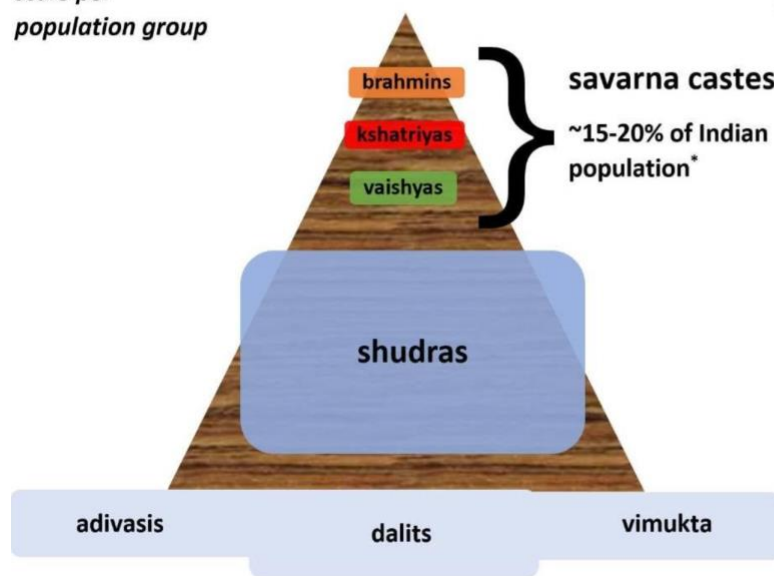 population group
brahmins
kshatriyas
vaishyas
savarna castes
~15-20% of Indian
population*
shudras
adivasis
dalits
vimukta